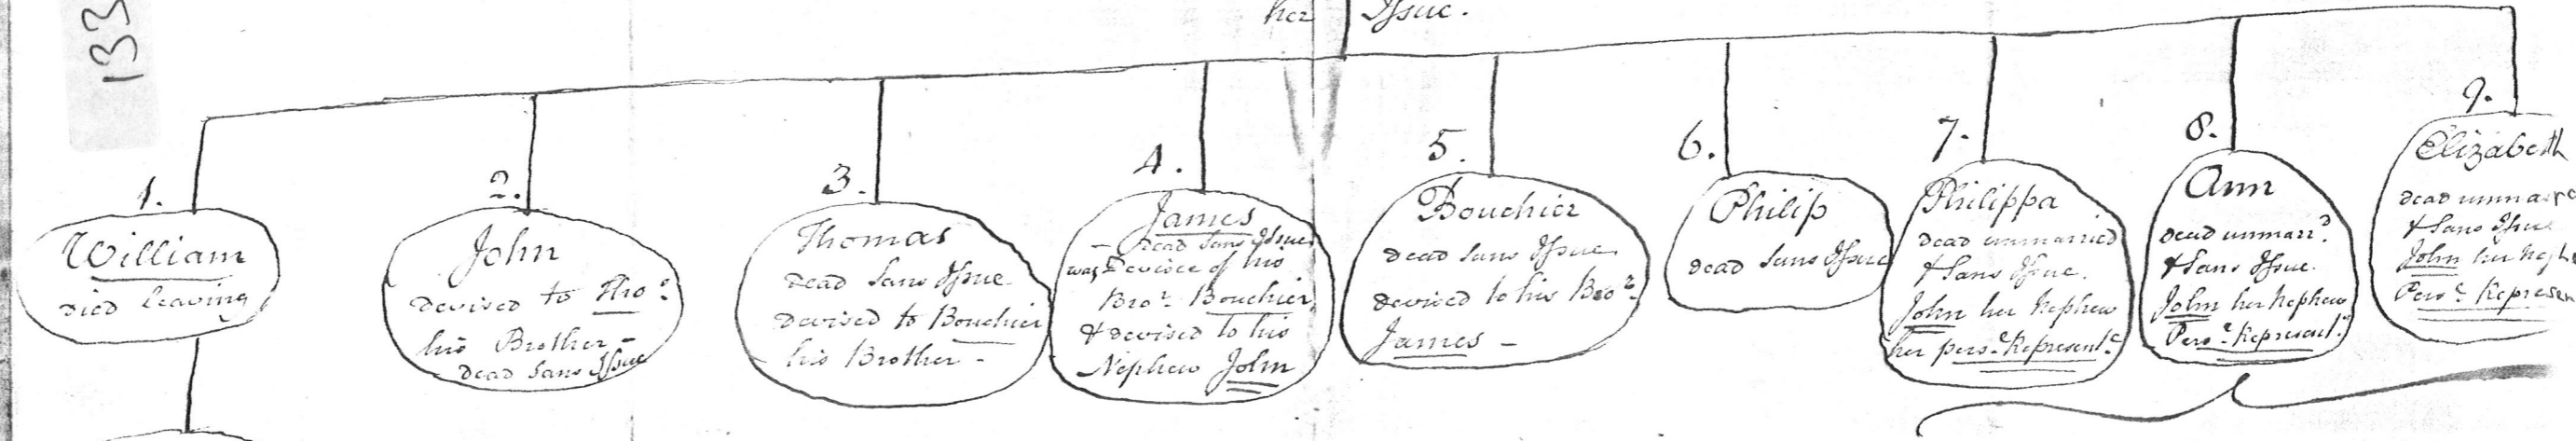 133
her Issue.
1.
William
died leaving
2.
John
devised to Tho.s
his Brother -
dead Sans Issue
3.
Thomas
dead Sans Issue
devised to Bouchier
his Brother -
4.
James
- dead Sans Issue
was Devisee of his
Bro.r Bouchier
& devised to his
Nephew John
5.
Bouchier
dead Sans Issue
devised to his Bro.r
James -
6.
Philip
dead Sans Issue
7.
Philippa
dead unmarried
& Sans Issue.
John her Nephew
her pers.l Represent.e
8.
Ann
dead unmarr.d
& Sans Issue.
John her Nephew
Pers.l Represent.e
9.
Elizabeth
dead unmarr
& Sans Issue
John her Neph
Pers.l Represen